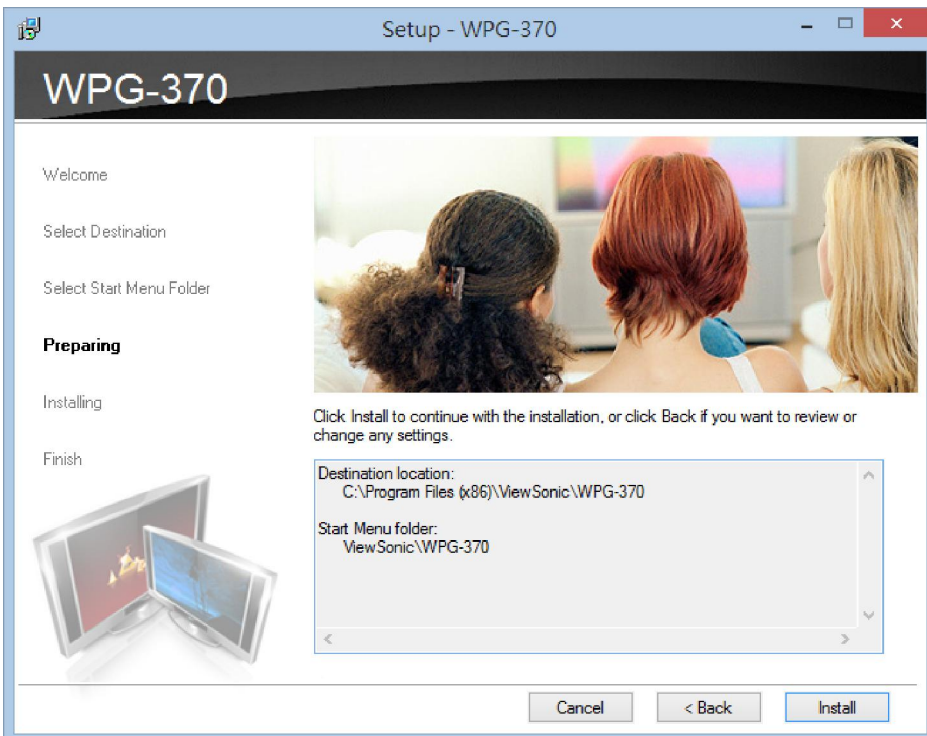 Setup - WPG-370
WPG-370
Welcome
Select Destination
Select Start Menu Folder
Preparing
Installing
Finish
Click Install to continue with the installation, or click Back if you want to review or
change any settings.
Destination location:
C:\Program Files (x86)\ViewSonic\WPG-370
Start Menu folder:
ViewSonic\WPG-370
Cancel
< Back
Install